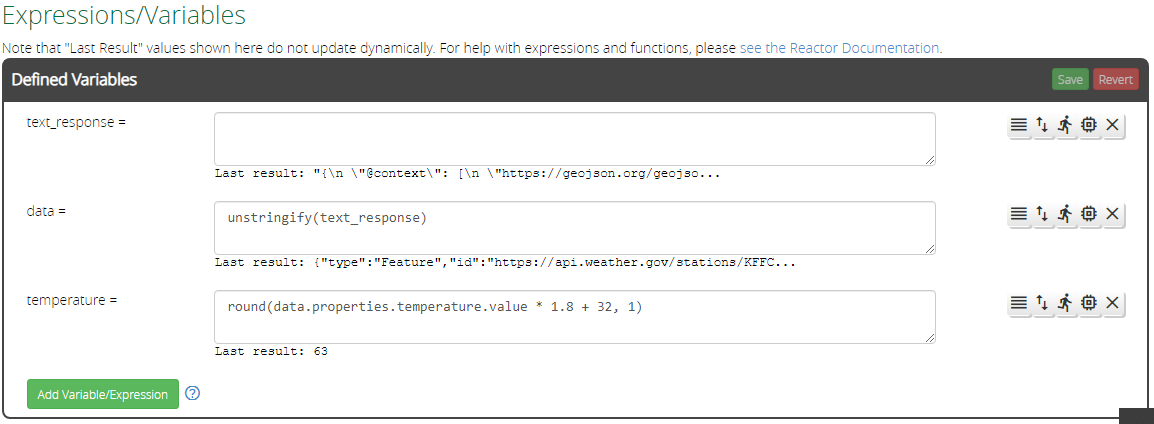 Expressions/Variables
Note that "Last Result" values shown here do not update dynamically. For help with expressions and functions, please see the Reactor Documentation.
Defined Variables
Save Revert
text_response =
Last result: "{\n \"@context\": [\n \"https://geojson.org/geojso...
data =
unstringify(text_response)
Last result: {"type":"Feature","id":"https://api.weather.gov/stations/KFFC...
temperature =
round(data.properties.temperature.value * 1.8 + 32, 1)
Last result: 63
Add Variable/Expression